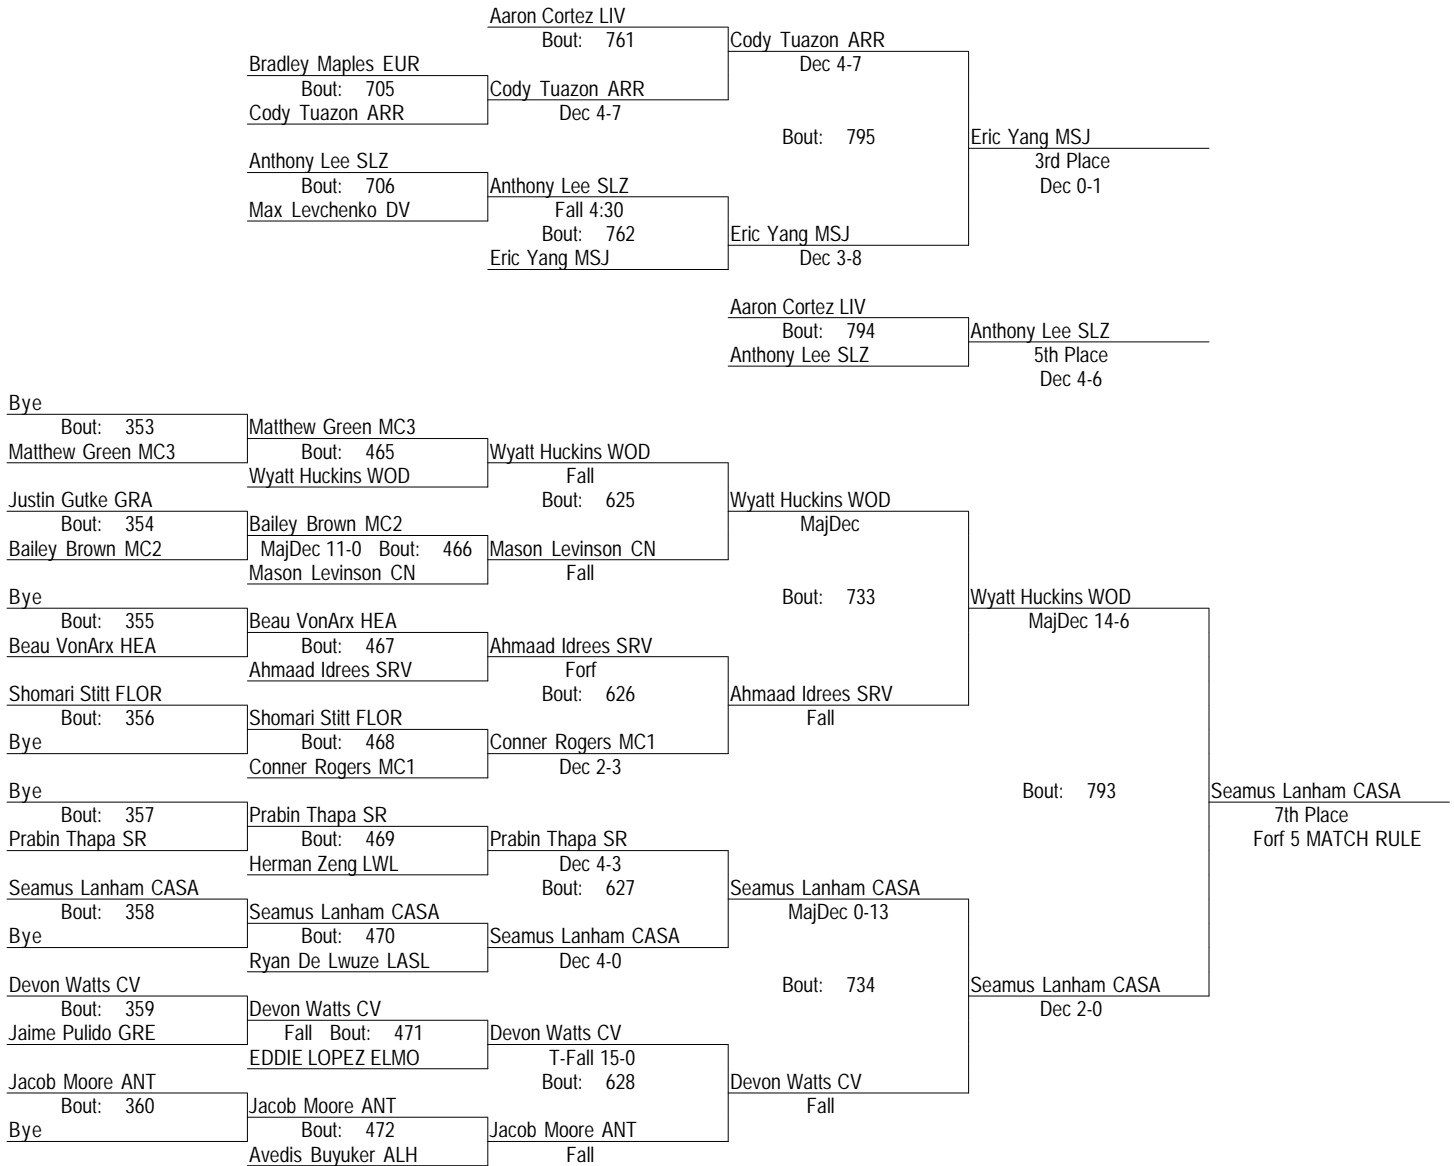 Aaron Cortez LIV
Bout: 761
Cody Tuazon ARR
Bradley Maples EUR
Dec 4-7
Bout: 705
Cody Tuazon ARR
Cody Tuazon ARR
Dec 4-7
Bout: 795
Eric Yang MSJ
Anthony Lee SLZ
3rd Place
Bout: 706
Anthony Lee SLZ
Dec 0-1
Max Levchenko DV
Fall 4:30
Bout: 762
Eric Yang MSJ
Eric Yang MSJ
Dec 3-8
Aaron Cortez LIV
Bout: 794
Anthony Lee SLZ
Anthony Lee SLZ
5th Place
Dec 4-6
Bye
Bout: 353
Matthew Green MC3
Matthew Green MC3
Bout: 465
Wyatt Huckins WOD
Wyatt Huckins WOD
Fall
Justin Gutke GRA
Bout: 625
Wyatt Huckins WOD
Bout: 354
Bailey Brown MC2
MajDec
Bailey Brown MC2
MajDec 11-0 Bout: 466
Mason Levinson CN
Mason Levinson CN
Fall
Bye
Bout: 733
Wyatt Huckins WOD
Bout: 355
Beau VonArx HEA
MajDec 14-6
Beau VonArx HEA
Bout: 467
Ahmaad Idrees SRV
Ahmaad Idrees SRV
Forf
Shomari Stitt FLOR
Bout: 626
Ahmaad Idrees SRV
Bout: 356
Shomari Stitt FLOR
Fall
Bye
Bout: 468
Conner Rogers MC1
Conner Rogers MC1
Dec 2-3
Bye
Bout: 793
Seamus Lanham CASA
Bout: 357
Prabin Thapa SR
7th Place
Prabin Thapa SR
Bout: 469
Prabin Thapa SR
Forf 5 MATCH RULE
Herman Zeng LWL
Dec 4-3
Seamus Lanham CASA
Bout: 627
Seamus Lanham CASA
Bout: 358
Seamus Lanham CASA
MajDec 0-13
Bye
Bout: 470
Seamus Lanham CASA
Ryan De Lwuze LASL
Dec 4-0
Devon Watts CV
Bout: 734
Seamus Lanham CASA
Bout: 359
Devon Watts CV
Dec 2-0
Jaime Pulido GRE
Fall Bout: 471
Devon Watts CV
EDDIE LOPEZ ELMO
T-Fall 15-0
Jacob Moore ANT
Bout: 628
Devon Watts CV
Bout: 360
Jacob Moore ANT
Fall
Bye
Bout: 472
Jacob Moore ANT
Avedis Buyuker ALH
Fall